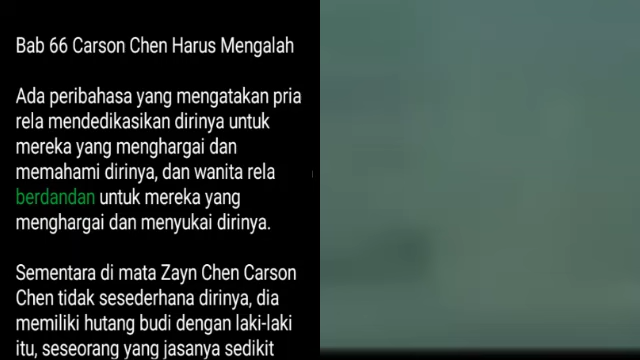 Bab 66 Carson Chen Harus Mengalah
Ada peribahasa yang mengatakan pria
rela mendedikasikan dirinya untuk
mereka yang menghargai dan
memahami dirinya, dan wanita rela
berdandan untuk mereka yang
menghargai dan menyukai dirinya.
Sementara di mata Zayn Chen Carson
Chen tidak sesederhana dirinya, dia
memiliki hutang budi dengan laki-laki
itu, seseorang yang jasanya sedikit